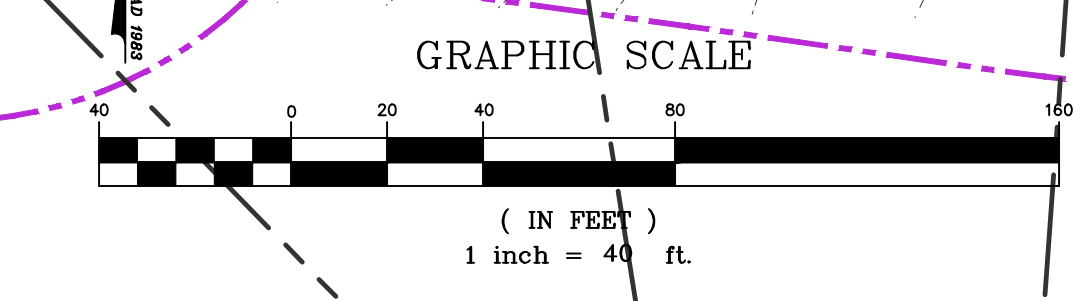 AD 1983
GRAPHIC SCALE
40 0 20 40 80 160
( IN FEET )
1 inch = 40 ft.